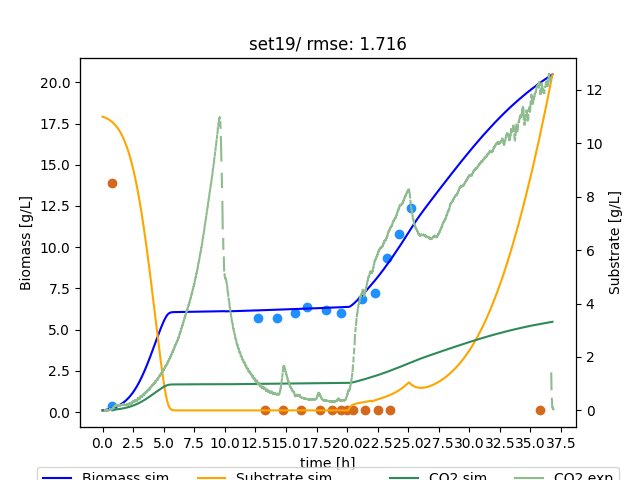 set19/ rmse: 1.716
Biomass [g/L]
20.0
17.5
15.0
12.5
10.0
7.5
5.0
2.5
0.0
12
10
8
6
4
2
0
Substrate [g/L]
0.0 2.5 5.0 7.5 10.0 12.5 15.0 17.5 20.0 22.5 25.0 27.5 30.0 32.5 35.0 37.5
time [h]
Biomass sim Substrate sim CO2 sim CO2 exp